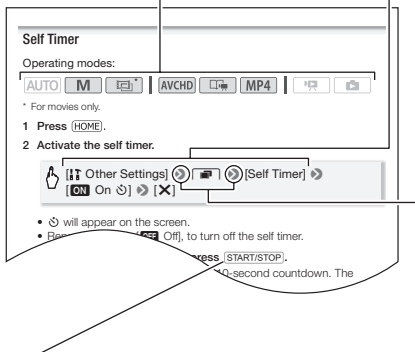 Self Timer
Operating modes:
AUTO M * AVCHD MP4
* For movies only.
1 Press [HOME].
2 Activate the self timer.
[Other Settings] [Self Timer]
[ON On] [X]
• will appear on the screen.
• Off], to turn off the self timer.
press [START/STOP].
10-second countdown. The